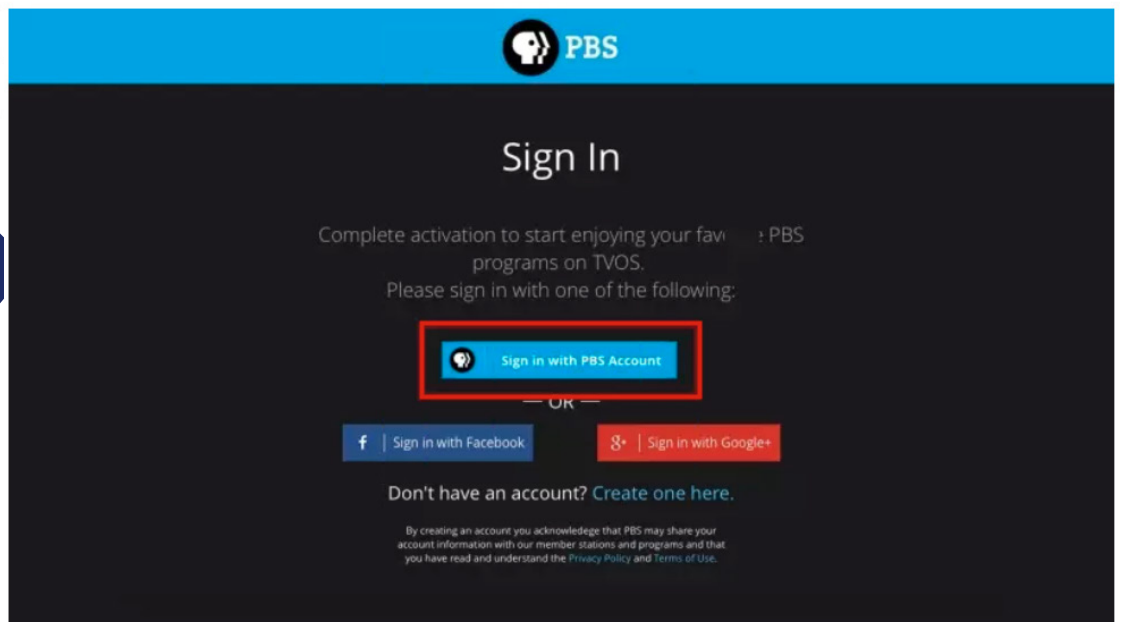 PBS
Sign In
Complete activation to start enjoying your PBS
programs on TVOS.
Please sign in with one of the following:
Sign in with PBS Account
— OR —
f | Sign in with Facebook
8+ | Sign in with Google+
Don't have an account? Create one here.
By creating an account you acknowledege that PBS may share your
account information with our member stations and programs and that
you have read and understand the Privacy Policy and Terms of Use.